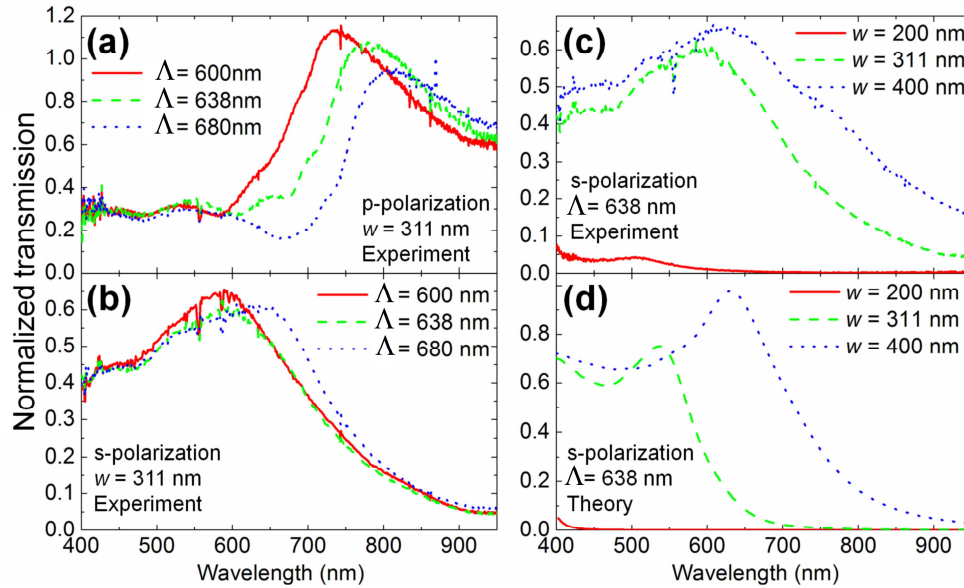 Normalized transmission
(a)
1.2
1.0
0.8
0.6
0.4
0.2
0.0
Λ = 600nm
Λ = 638nm
Λ = 680nm
p-polarization
w = 311 nm
Experiment
(b)
0.6
0.5
0.4
0.3
0.2
0.1
0.0
Λ = 600 nm
Λ = 638 nm
Λ = 680 nm
s-polarization
w = 311 nm
Experiment
400 500 600 700 800 900
Wavelength (nm)
(c)
0.6
0.5
0.4
0.3
0.2
0.1
0.0
w = 200 nm
w = 311 nm
w = 400 nm
s-polarization
Λ = 638 nm
Experiment
(d)
0.8
0.6
0.4
0.2
0.0
w = 200 nm
w = 311 nm
w = 400 nm
s-polarization
Λ = 638 nm
Theory
400 500 600 700 800 900
Wavelength (nm)